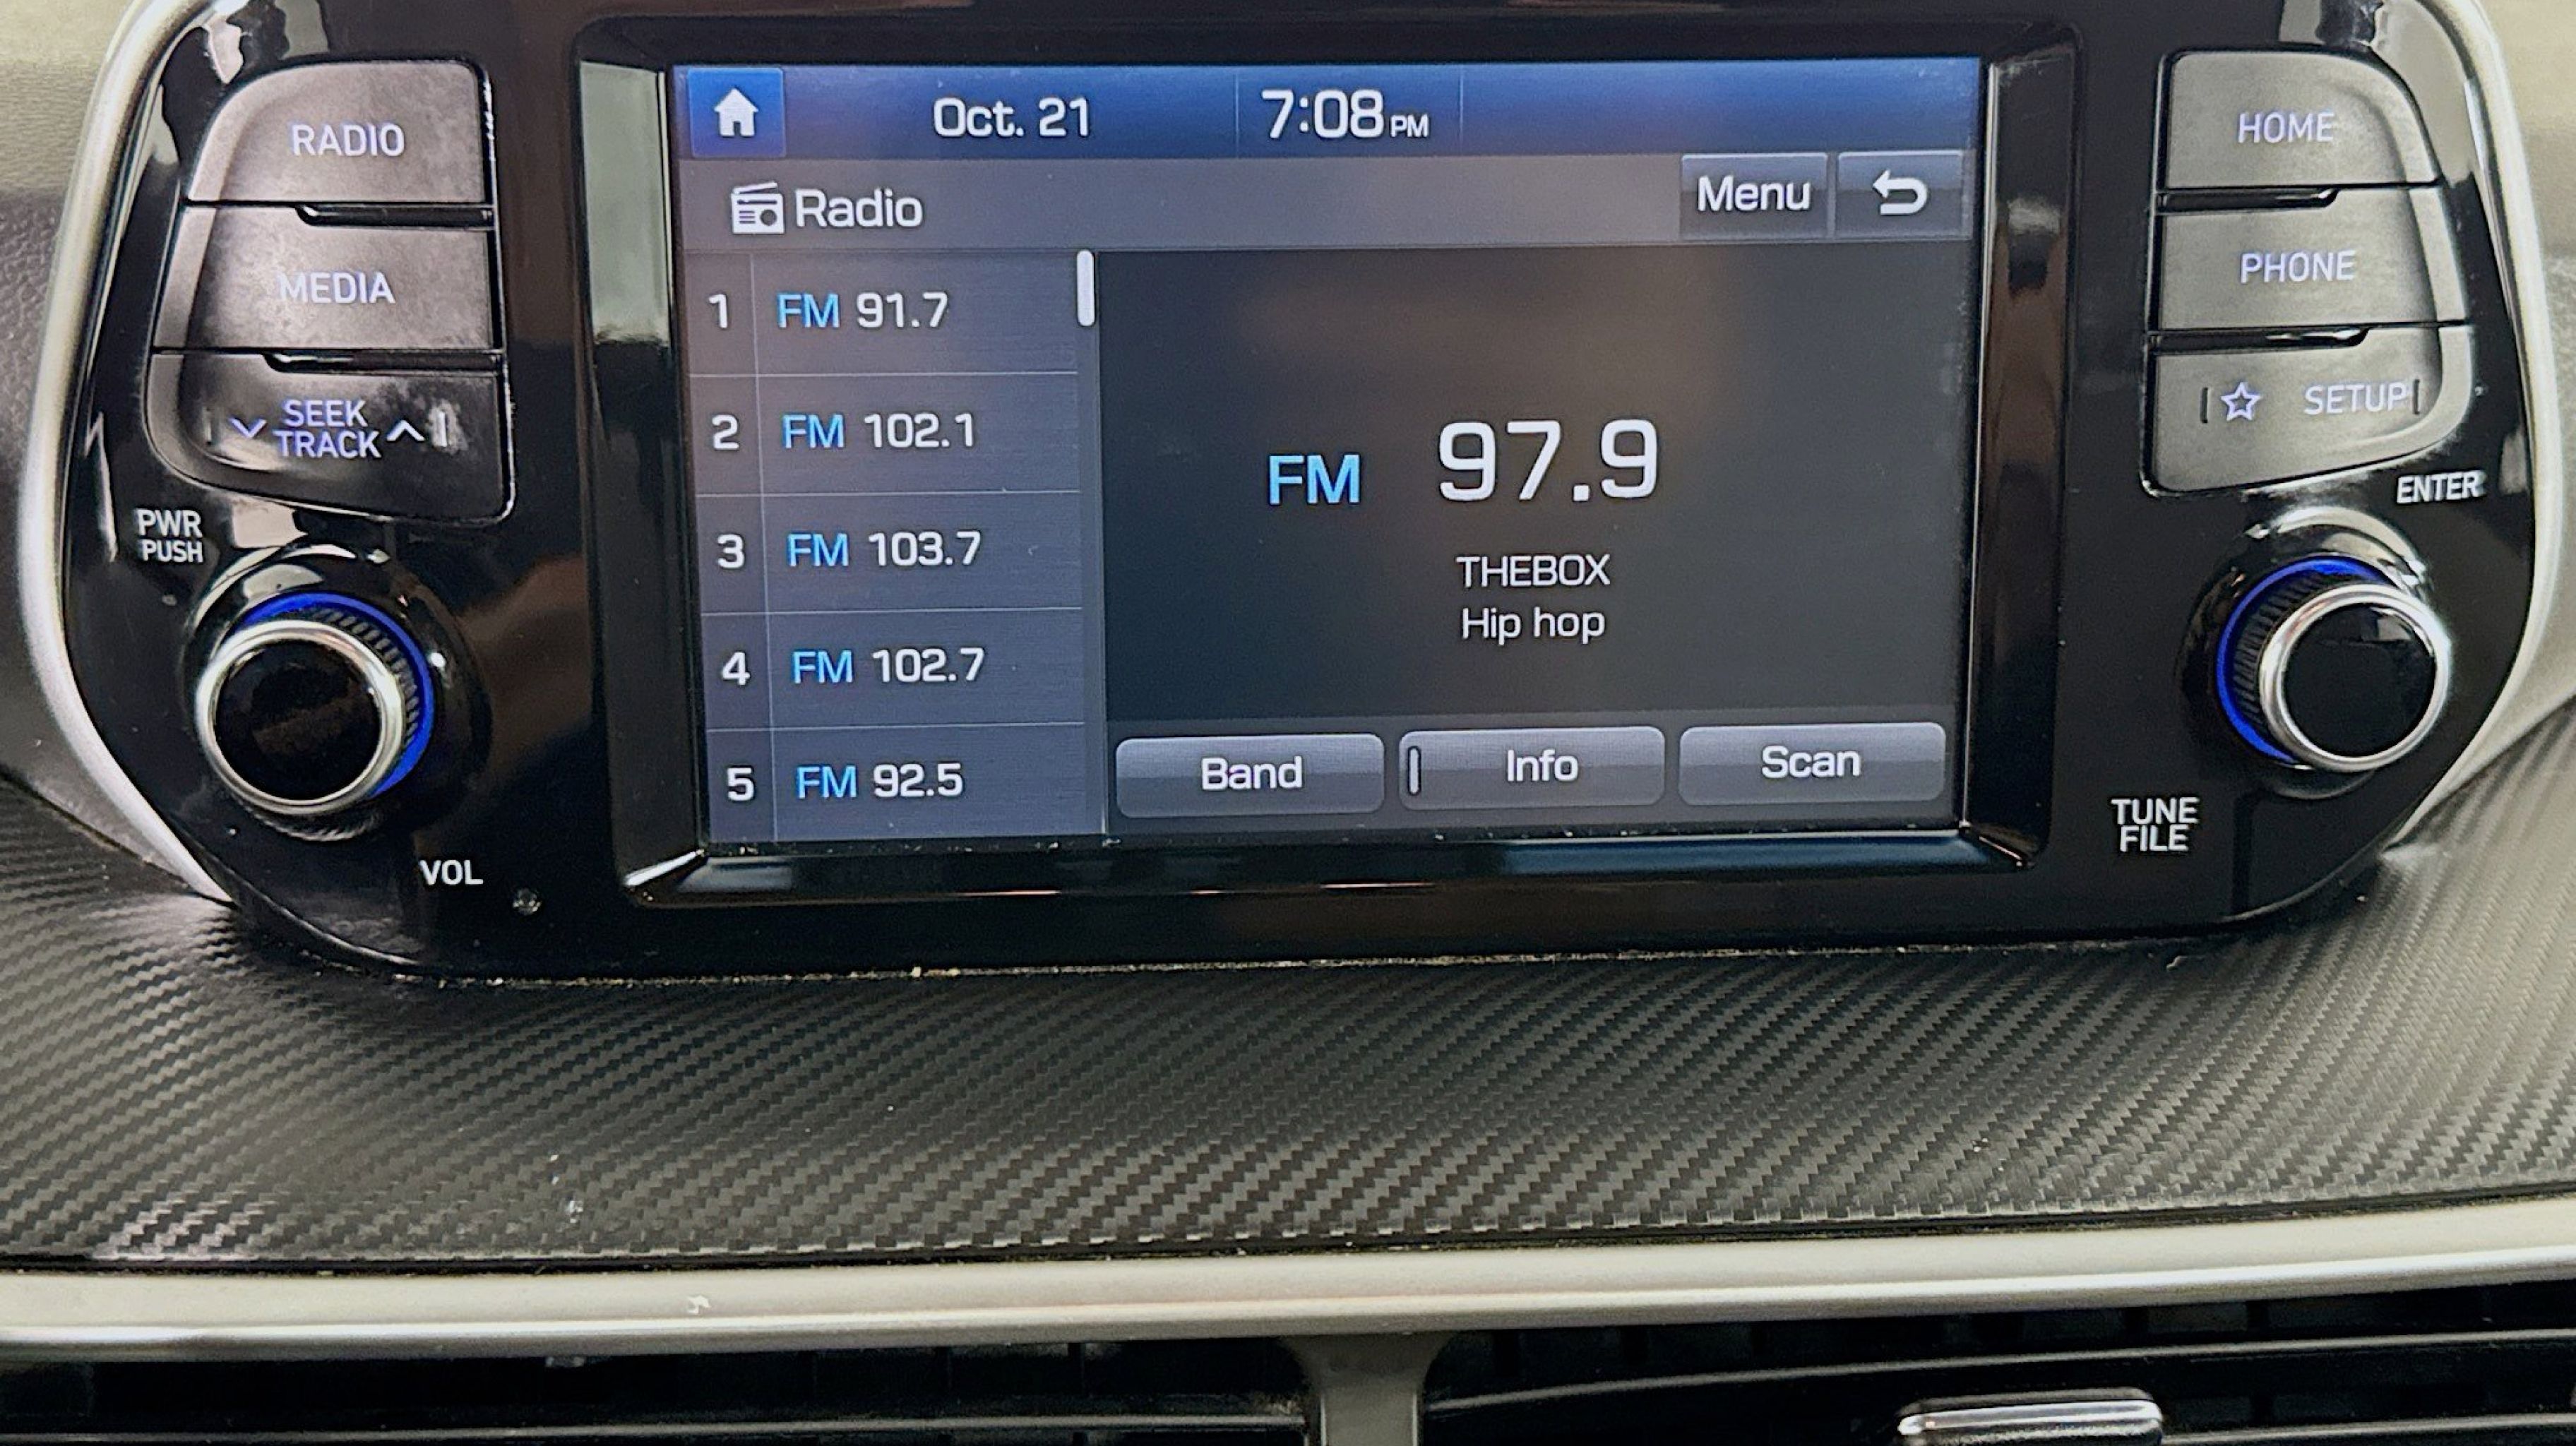 RADIO
MEDIA
SEEK
TRACK
PWR
PUSH
VOL
Oct. 21 7:08 PM
Radio Menu
1 FM 91.7
2 FM 102.1
3 FM 103.7
4 FM 102.7
5 FM 92.5
FM 97.9
THEBOX
Hip hop
Band Info Scan
HOME
PHONE
SETUP
ENTER
TUNE
FILE